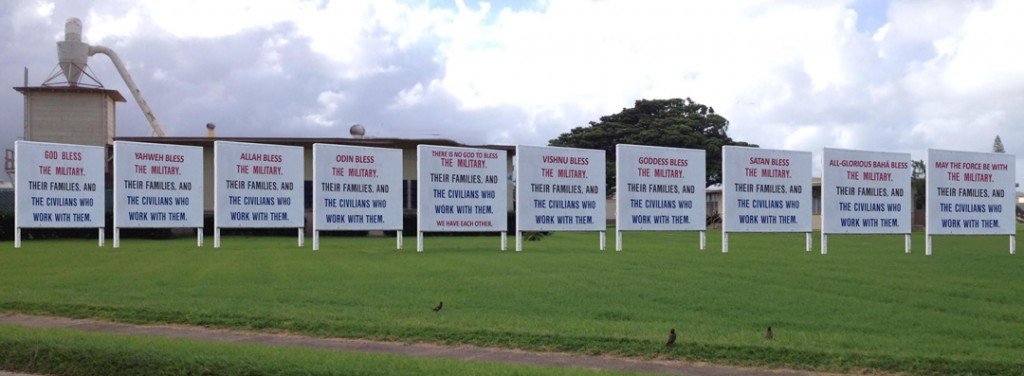 GOD BLESS
THE MILITARY,
THEIR FAMILIES, AND
THE CIVILIANS WHO
WORK WITH THEM.
YAHWEH BLESS
THE MILITARY,
THEIR FAMILIES, AND
THE CIVILIANS WHO
WORK WITH THEM.
ALLAH BLESS
THE MILITARY,
THEIR FAMILIES, AND
THE CIVILIANS WHO
WORK WITH THEM.
ODIN BLESS
THE MILITARY,
THEIR FAMILIES, AND
THE CIVILIANS WHO
WORK WITH THEM.
THERE IS NO GOD TO BLESS
THE MILITARY,
THEIR FAMILIES, AND
THE CIVILIANS WHO
WORK WITH THEM.
WE HAVE EACH OTHER.
VISHNU BLESS
THE MILITARY,
THEIR FAMILIES, AND
THE CIVILIANS WHO
WORK WITH THEM.
GODDESS BLESS
THE MILITARY,
THEIR FAMILIES, AND
THE CIVILIANS WHO
WORK WITH THEM.
SATAN BLESS
THE MILITARY,
THEIR FAMILIES, AND
THE CIVILIANS WHO
WORK WITH THEM.
ALL-GLORIOUS BAHÁ BLESS
THE MILITARY,
THEIR FAMILIES, AND
THE CIVILIANS WHO
WORK WITH THEM.
MAY THE FORCE BE WITH
THE MILITARY,
THEIR FAMILIES, AND
THE CIVILIANS WHO
WORK WITH THEM.